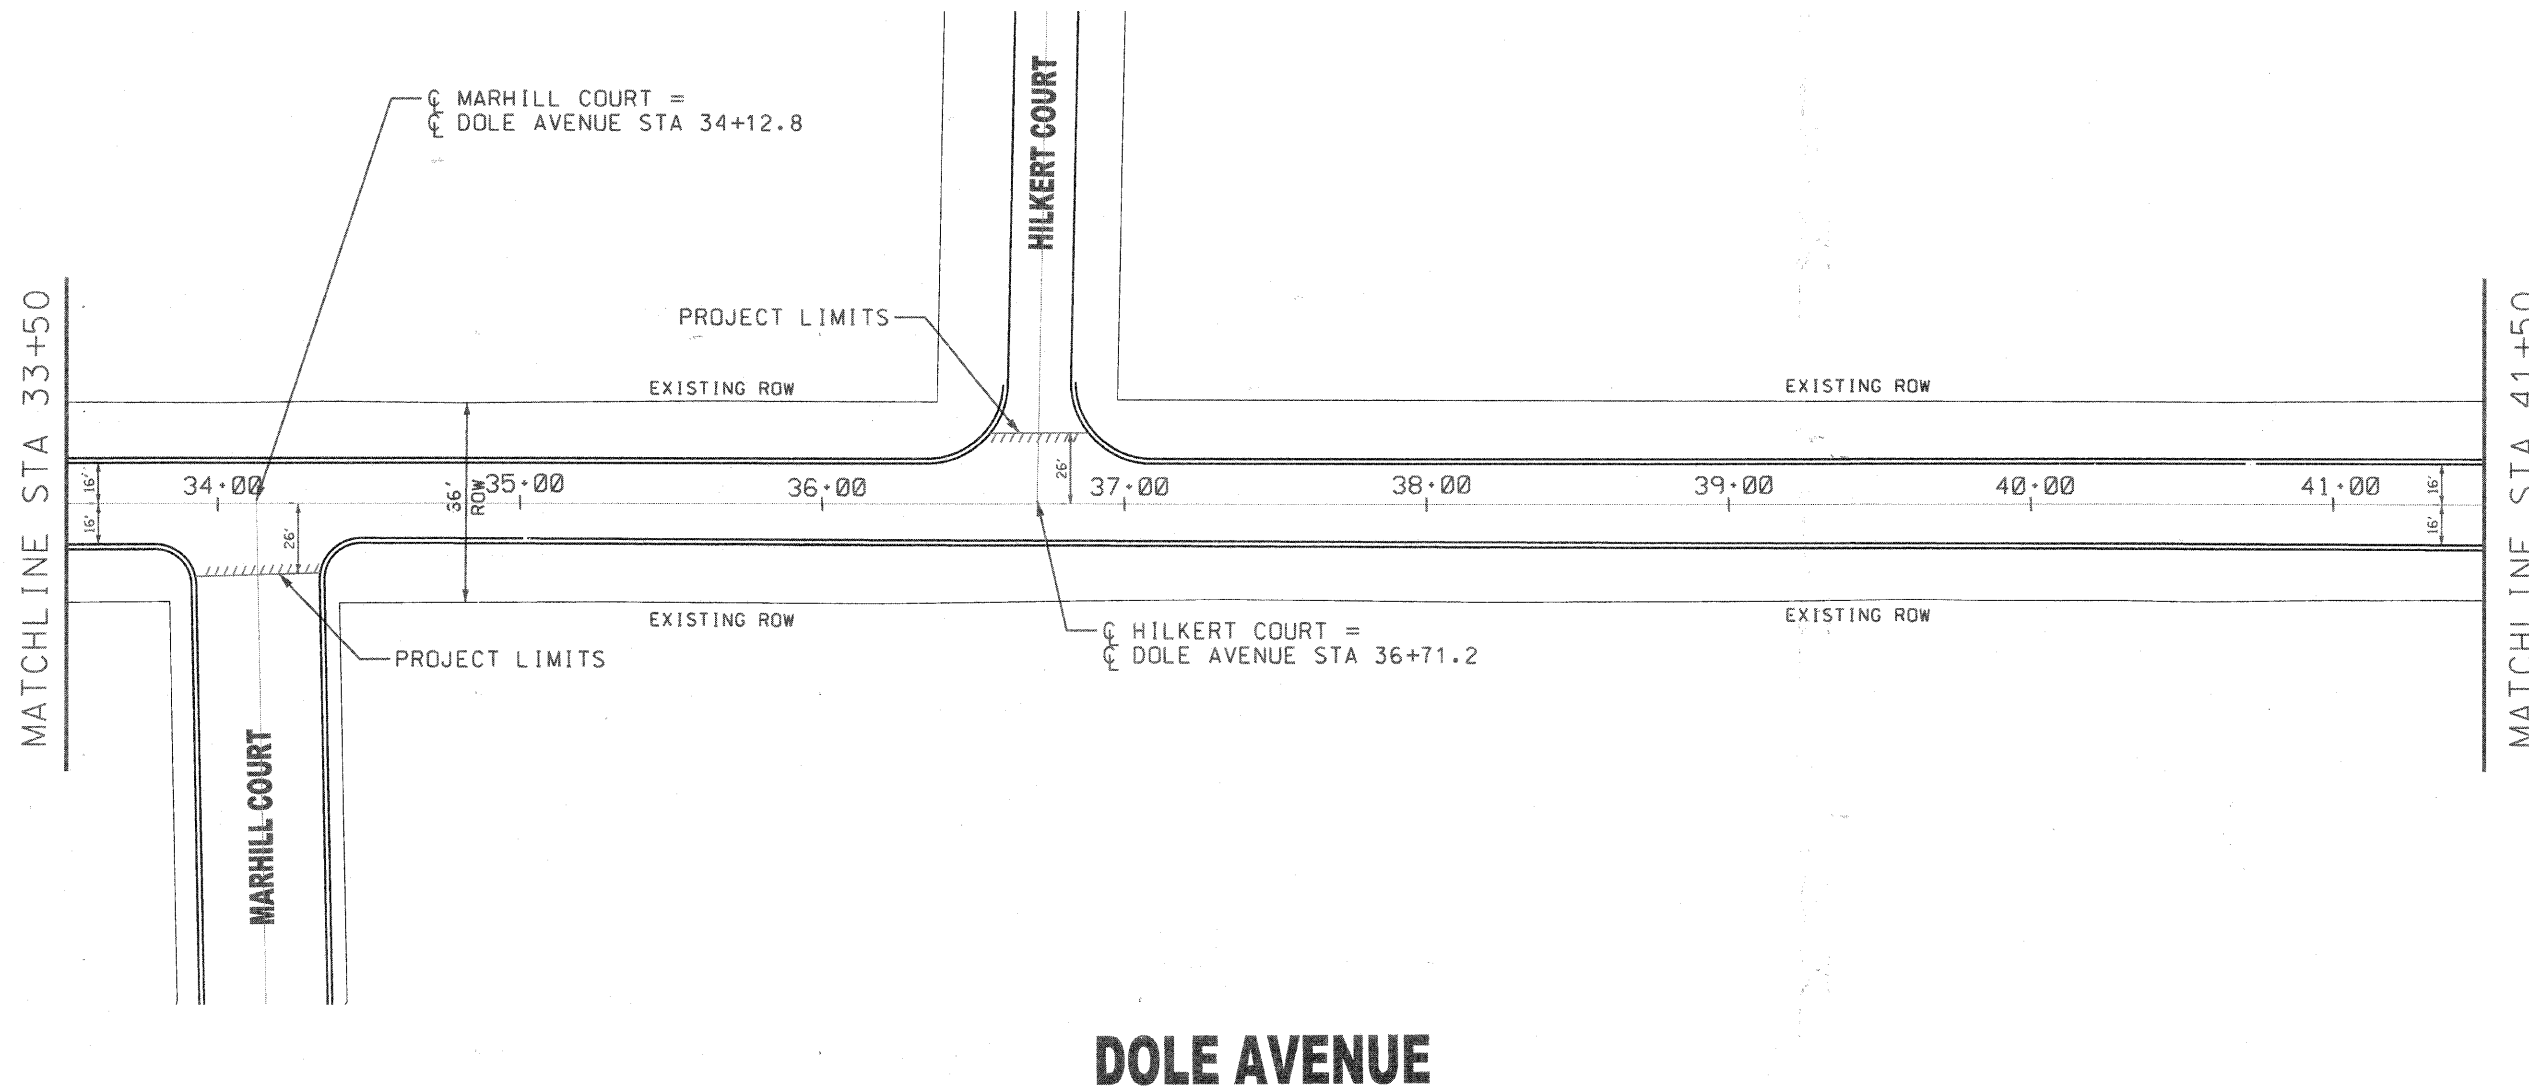 ℄ MARHILL COURT =
℄ DOLE AVENUE STA 34+12.8
HILKERT COURT
PROJECT LIMITS
EXISTING ROW
EXISTING ROW
MATCHLINE STA 33+50
MATCHLINE STA 41+50
16'
16'
34+00
35+00
36+00
37+00
38+00
39+00
40+00
41+00
16'
16'
26'
36'
ROW
26'
EXISTING ROW
EXISTING ROW
PROJECT LIMITS
℄ HILKERT COURT =
℄ DOLE AVENUE STA 36+71.2
MARHILL COURT
DOLE AVENUE